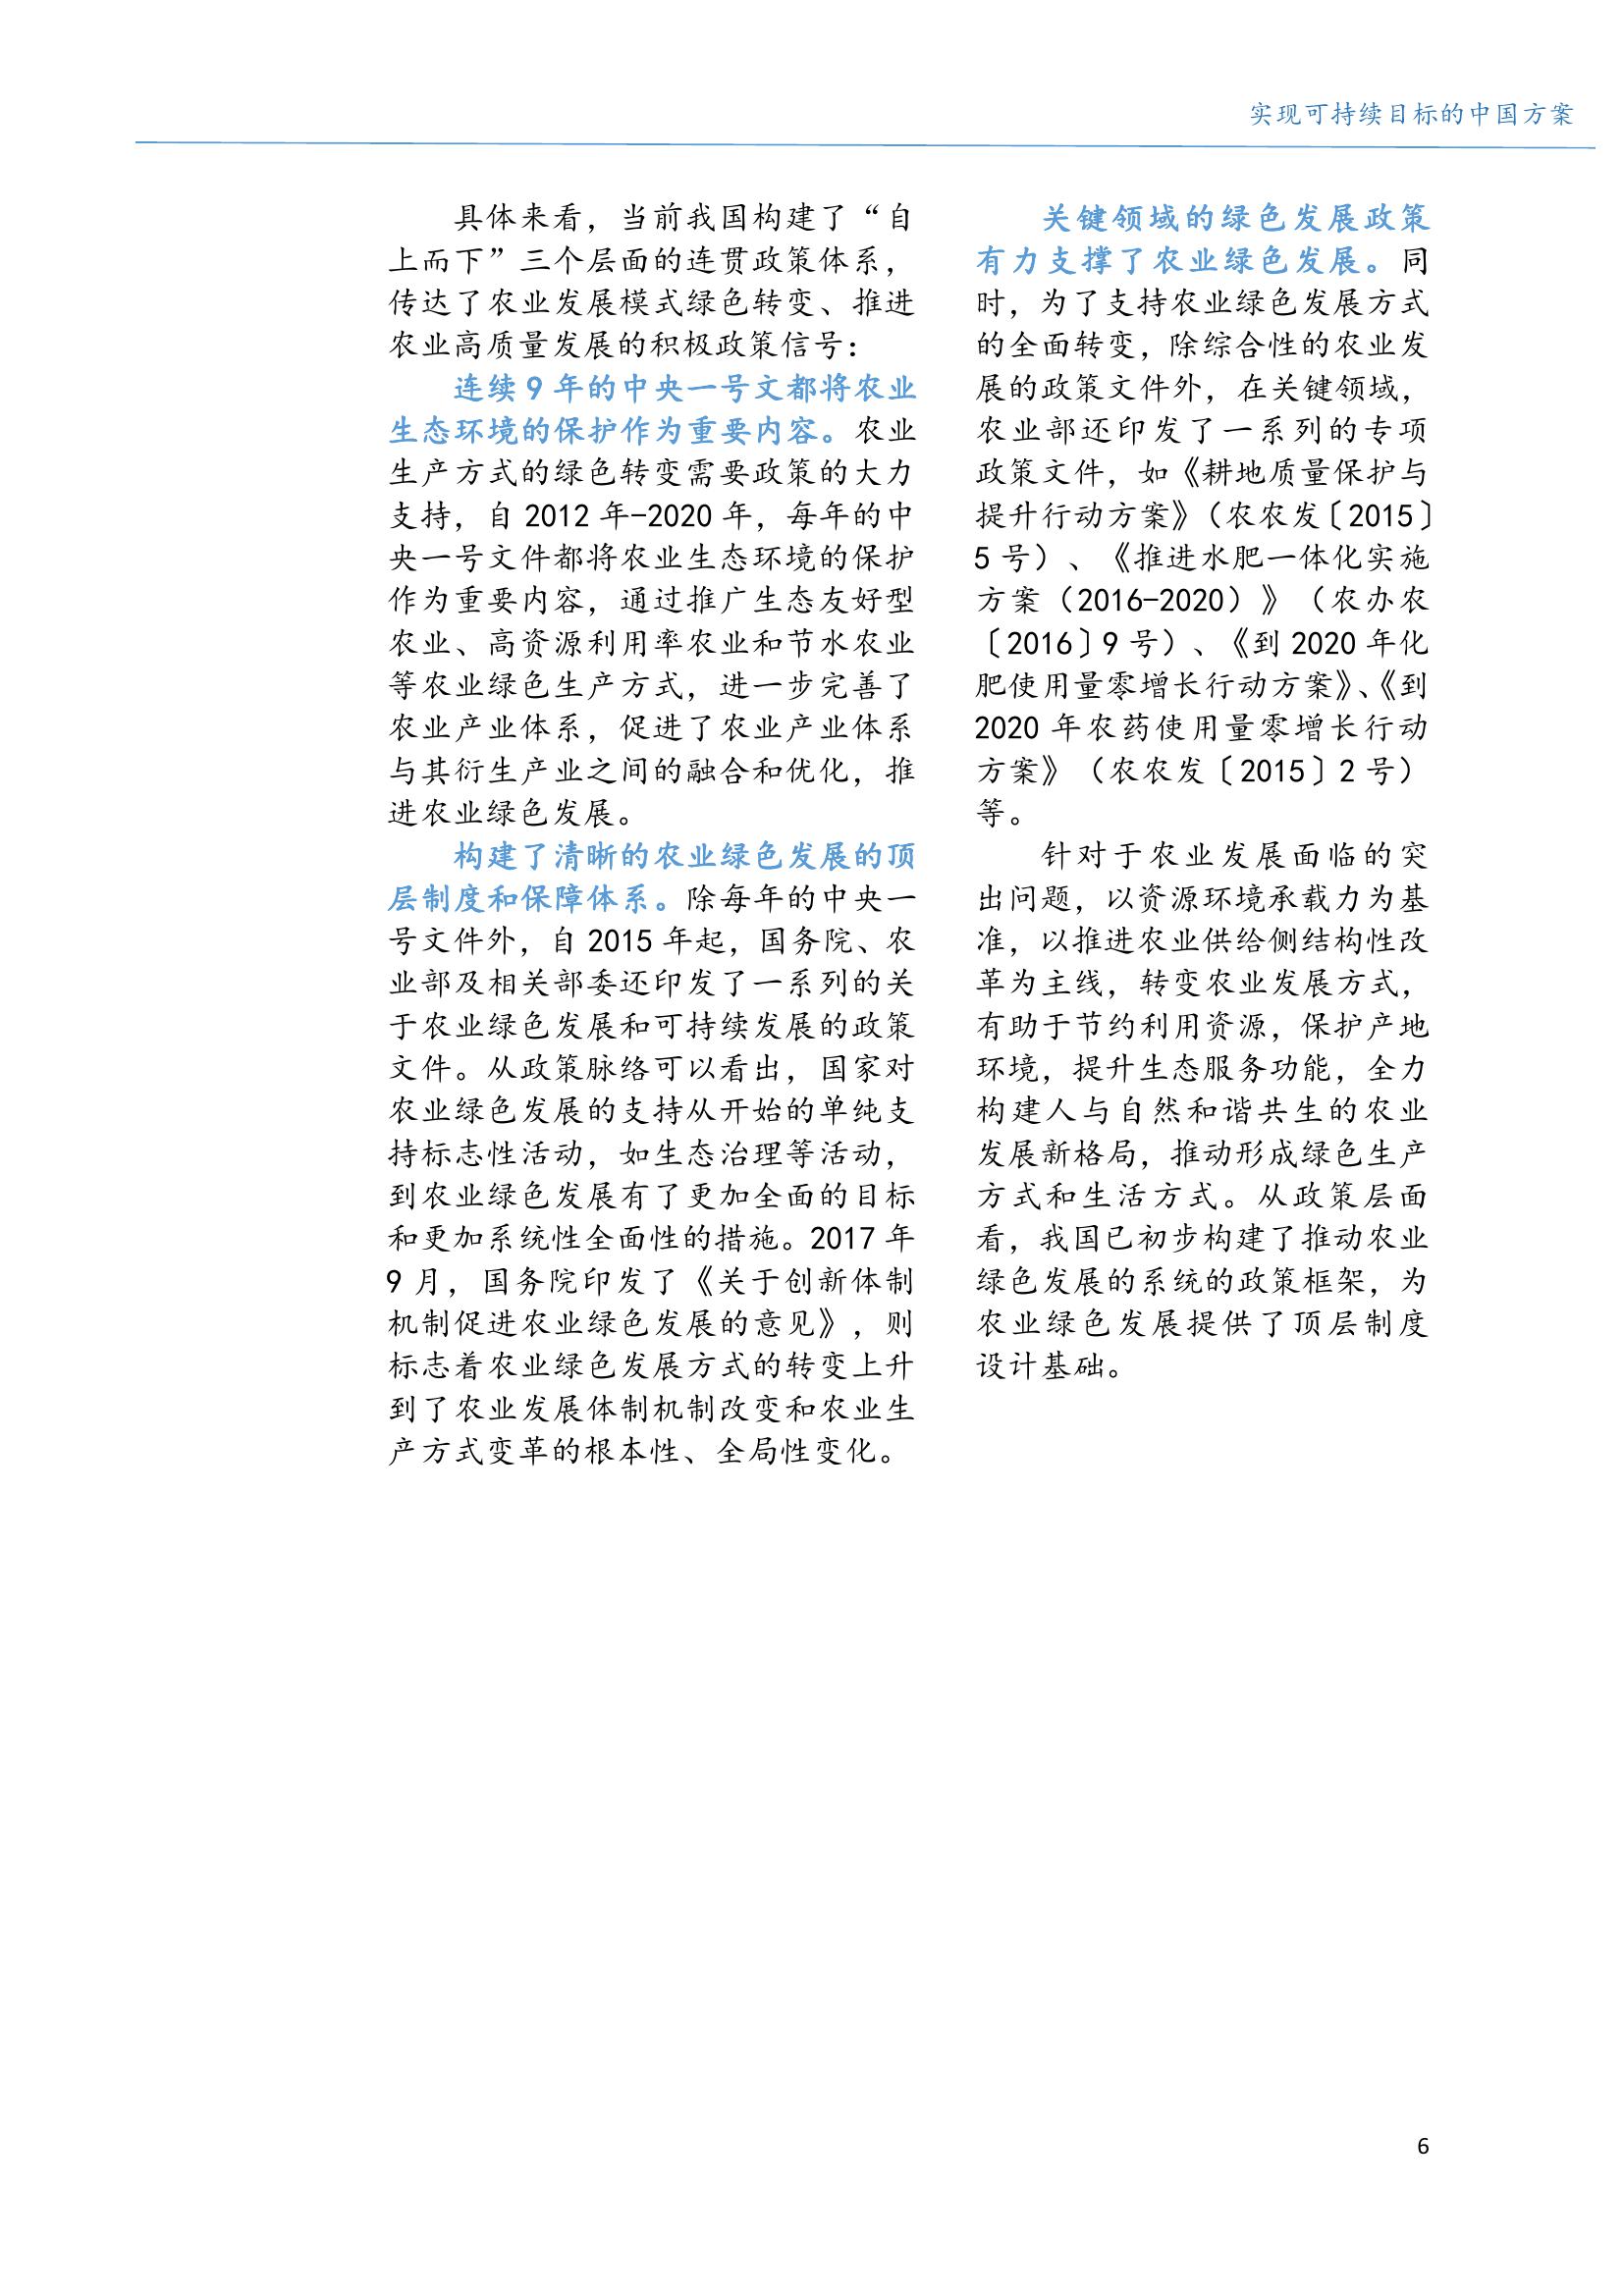 实现可持续目标的中国方案
具体来看，当前我国构建了“自
上而下”三个层面的连贯政策体系，
传达了农业发展模式绿色转变、推进
农业高质量发展的积极政策信号：
连续 9 年的中央一号文都将农业
生态环境的保护作为重要内容。农业
生产方式的绿色转变需要政策的大力
支持，自 2012 年-2020 年，每年的中
央一号文件都将农业生态环境的保护
作为重要内容，通过推广生态友好型
农业、高资源利用率农业和节水农业
等农业绿色生产方式，进一步完善了
农业产业体系，促进了农业产业体系
与其衍生产业之间的融合和优化，推
进农业绿色发展。
构建了清晰的农业绿色发展的顶
层制度和保障体系。除每年的中央一
号文件外，自 2015 年起，国务院、农
业部及相关部委还印发了一系列的关
于农业绿色发展和可持续发展的政策
文件。从政策脉络可以看出，国家对
农业绿色发展的支持从开始的单纯支
持标志性活动，如生态治理等活动，
到农业绿色发展有了更加全面的目标
和更加系统性全面性的措施。2017 年
9 月，国务院印发了《关于创新体制
机制促进农业绿色发展的意见》，则
标志着农业绿色发展方式的转变上升
到了农业发展体制机制改变和农业生
产方式变革的根本性、全局性变化。
关键领域的绿色发展政策
有力支撑了农业绿色发展。同
时，为了支持农业绿色发展方式
的全面转变，除综合性的农业发
展的政策文件外，在关键领域，
农业部还印发了一系列的专项
政策文件，如《耕地质量保护与
提升行动方案》（农农发〔2015〕
5 号）、《推进水肥一体化实施
方案（2016-2020）》（农办农
〔2016〕9 号）、《到 2020 年化
肥使用量零增长行动方案》、《到
2020 年农药使用量零增长行动
方案》（农农发〔2015〕2 号）
等。
针对于农业发展面临的突
出问题，以资源环境承载力为基
准，以推进农业供给侧结构性改
革为主线，转变农业发展方式，
有助于节约利用资源，保护产地
环境，提升生态服务功能，全力
构建人与自然和谐共生的农业
发展新格局，推动形成绿色生产
方式和生活方式。从政策层面
看，我国已初步构建了推动农业
绿色发展的系统的政策框架，为
农业绿色发展提供了顶层制度
设计基础。
6